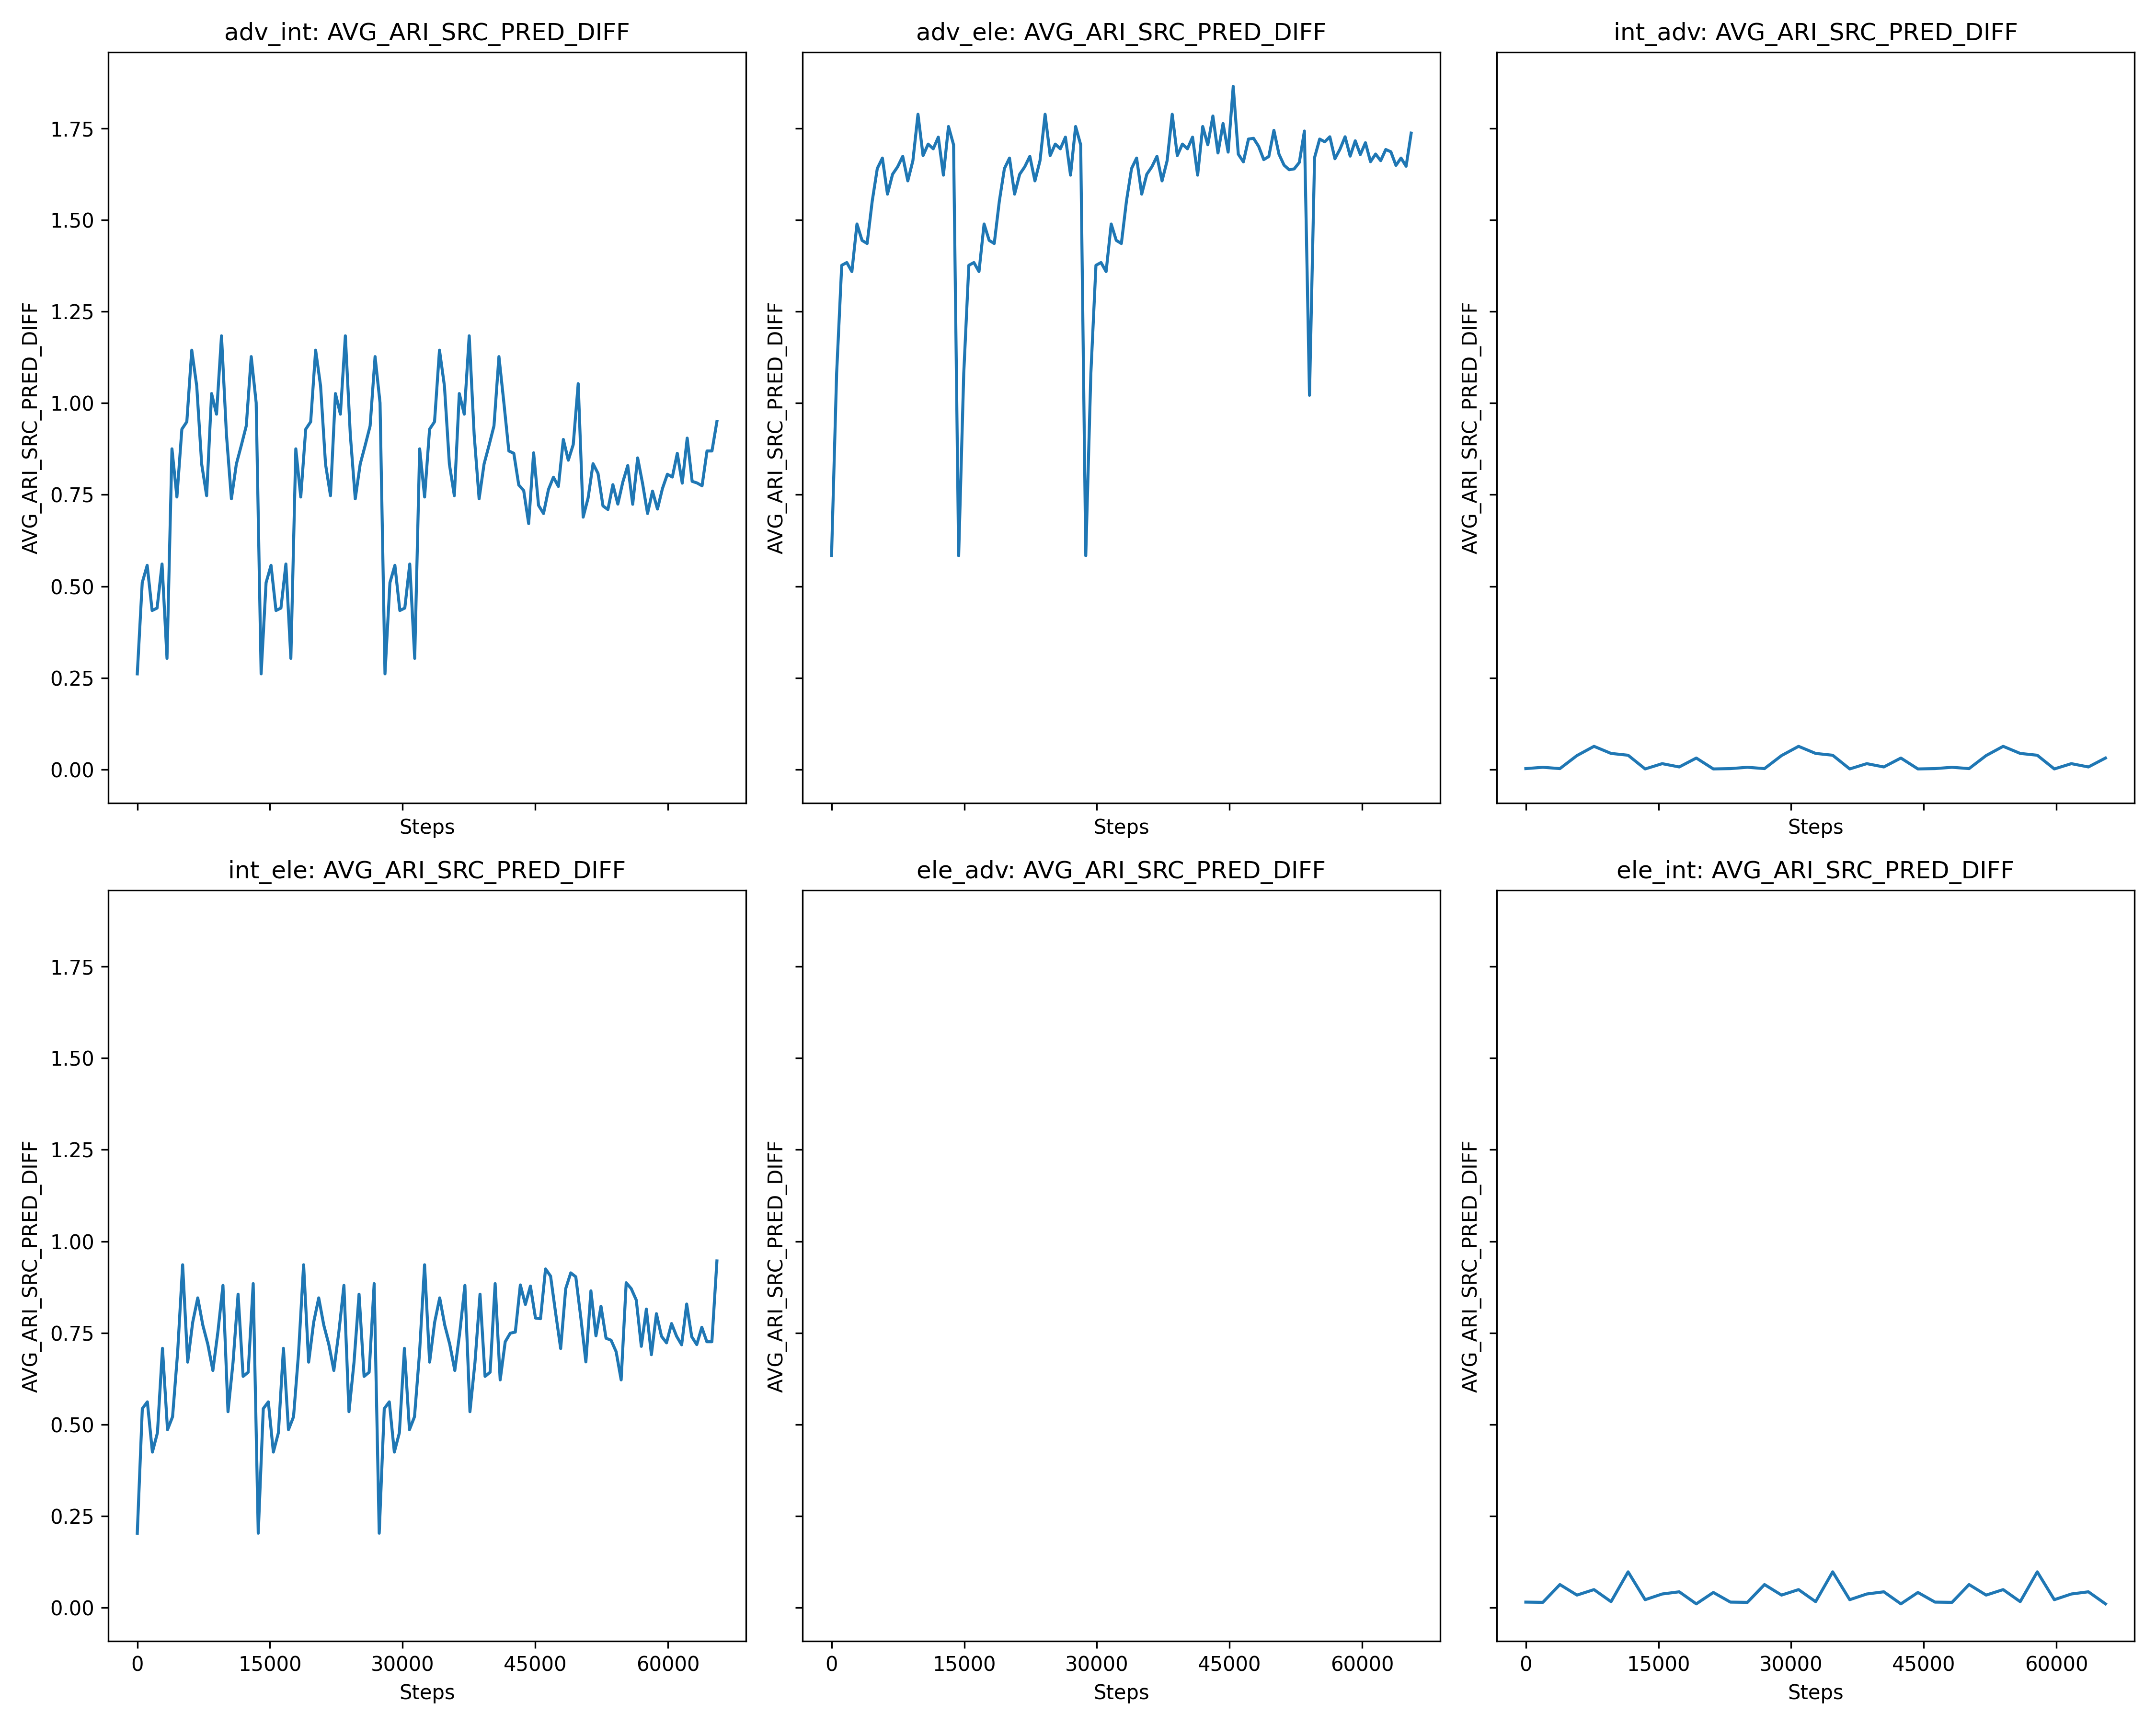 adv_int: AVG_ARI_SRC_PRED_DIFF
adv_ele: AVG_ARI_SRC_PRED_DIFF
int_adv: AVG_ARI_SRC_PRED_DIFF
AVG_ARI_SRC_PRED_DIFF
1.75
1.50
1.25
1.00
0.75
0.50
0.25
0.00
Steps
AVG_ARI_SRC_PRED_DIFF
Steps
AVG_ARI_SRC_PRED_DIFF
Steps
int_ele: AVG_ARI_SRC_PRED_DIFF
ele_adv: AVG_ARI_SRC_PRED_DIFF
ele_int: AVG_ARI_SRC_PRED_DIFF
AVG_ARI_SRC_PRED_DIFF
1.75
1.50
1.25
1.00
0.75
0.50
0.25
0.00
0 15000 30000 45000 60000
Steps
AVG_ARI_SRC_PRED_DIFF
0 15000 30000 45000 60000
Steps
AVG_ARI_SRC_PRED_DIFF
0 15000 30000 45000 60000
Steps